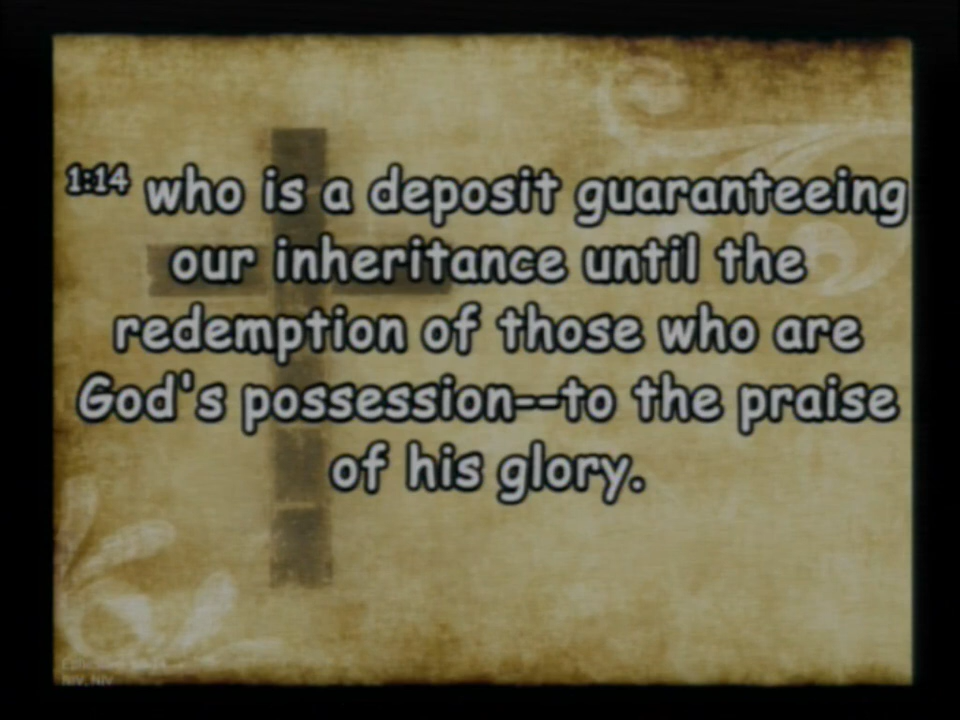 1:14 who is a deposit guaranteeing
our inheritance until the
redemption of those who are
God's possession--to the praise
of his glory.
NIV, NIV